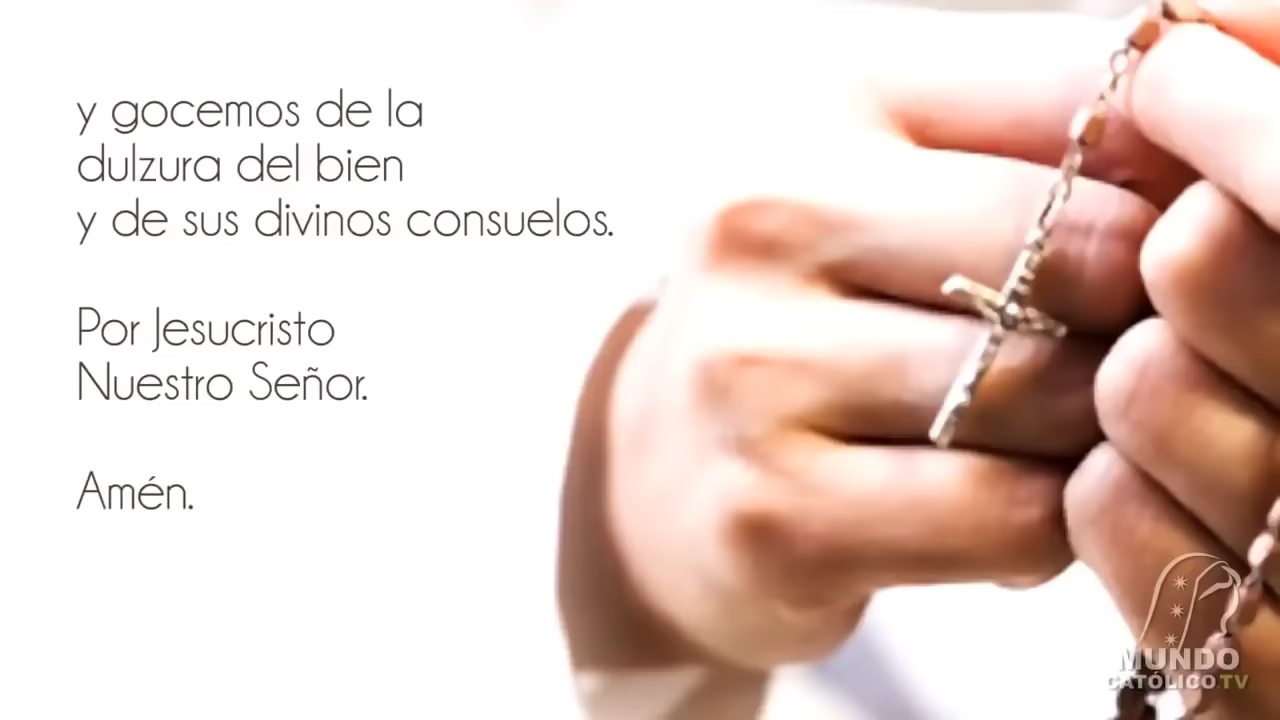 y gocemos de la
dulzura del bien
y de sus divinos consuelos.
Por Jesucristo
Nuestro Señor.
Amén.
MUNDO
CATÓLICO.TV